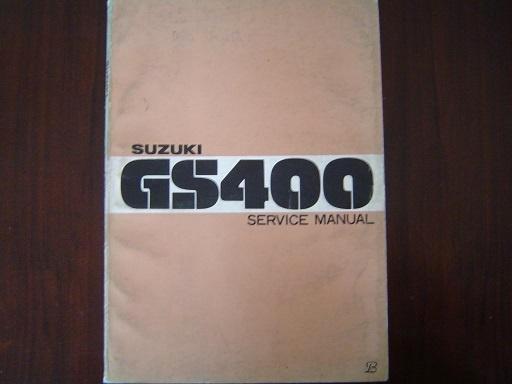 SUZUKI
GS400
SERVICE MANUAL
B